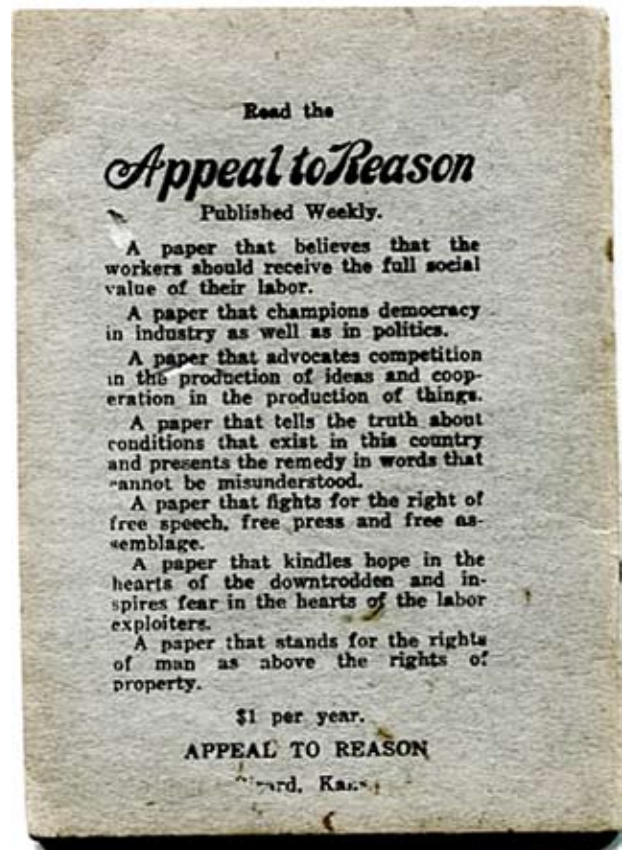 Read the
Appeal to Reason
Published Weekly.
A paper that believes that the
workers should receive the full social
value of their labor.
A paper that champions democracy
in industry as well as in politics.
A paper that advocates competition
in the production of ideas and coop-
eration in the production of things.
A paper that tells the truth about
conditions that exist in this country
and presents the remedy in words that
cannot be misunderstood.
A paper that fights for the right of
free speech, free press and free as-
semblage.
A paper that kindles hope in the
hearts of the downtrodden and in-
spires fear in the hearts of the labor
exploiters.
A paper that stands for the rights
of man as above the rights of
property.
$1 per year.
APPEAL TO REASON